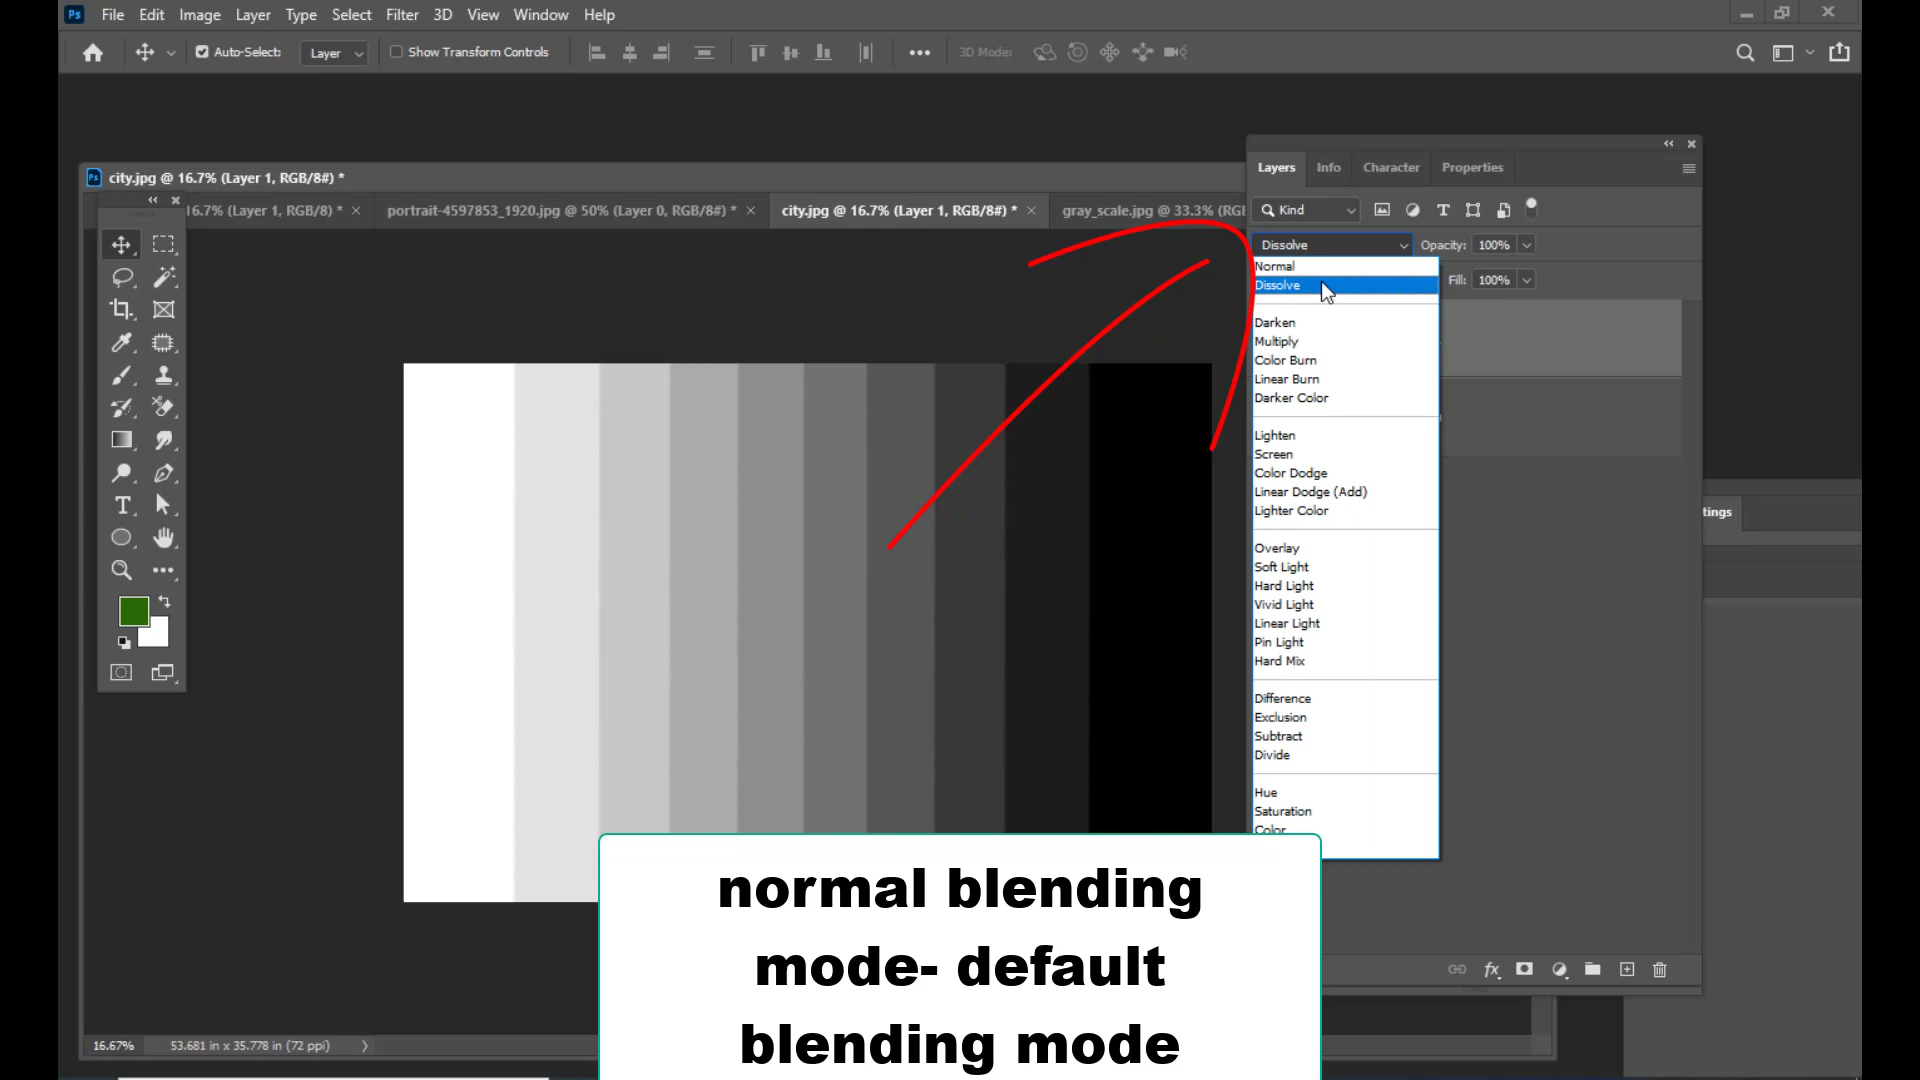 Ps File Edit Image Layer Type Select Filter 3D View Window Help
Auto-Select: Layer Show Transform Controls 3D Mode:
Ps city.jpg @ 16.7% (Layer 1, RGB/8#) *
16.7% (Layer 1, RGB/8) * portrait-4597853_1920.jpg @ 50% (Layer 0, RGB/8#) * city.jpg @ 16.7% (Layer 1, RGB/8#) * gray_scale.jpg @ 33.3% (RGI
Layers Info Character Properties
Kind
Dissolve Opacity: 100%
Fill: 100%
Normal
Dissolve
Darken
Multiply
Color Burn
Linear Burn
Darker Color
Lighten
Screen
Color Dodge
Linear Dodge (Add)
Lighter Color
Overlay
Soft Light
Hard Light
Vivid Light
Linear Light
Pin Light
Hard Mix
Difference
Exclusion
Subtract
Divide
Hue
Saturation
Color
tings
fx
normal blending
mode- default
blending mode
16.67% 53.681 in x 35.778 in (72 ppi)